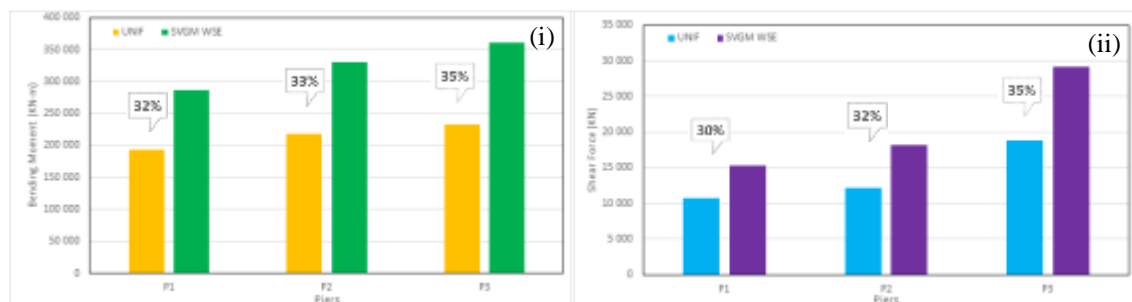 (i)
UNIF SVGM WSE
Bending Moment (KN-m)
400 000
350 000
300 000
250 000
200 000
150 000
100 000
50 000
0
32%
33%
35%
P1 P2 P3
Piers
(ii)
UNIF SVGM WSE
Shear Force (KN)
35 000
30 000
25 000
20 000
15 000
10 000
5 000
0
30%
32%
35%
P1 P2 P3
Piers